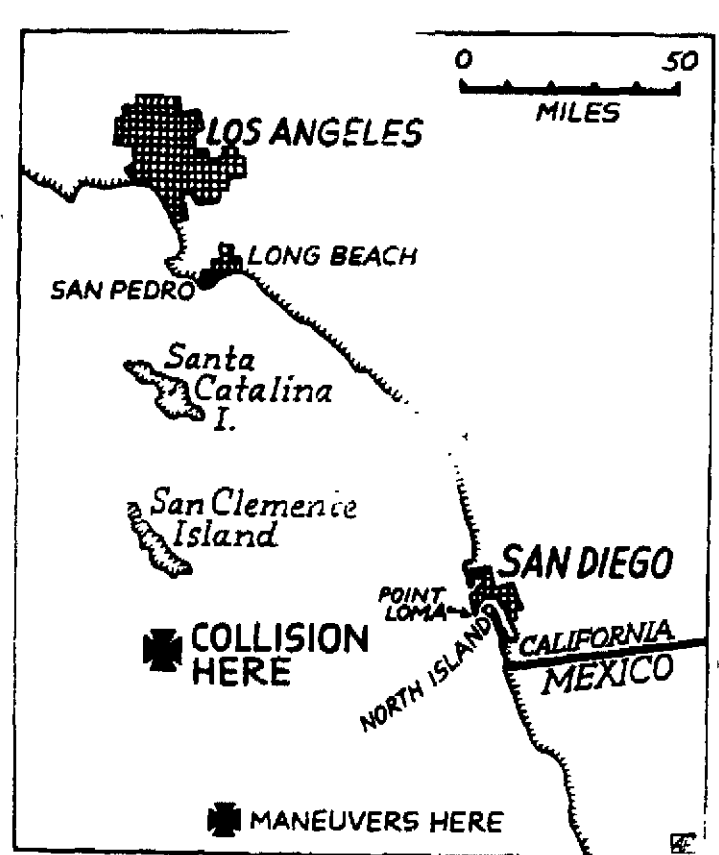 0 50
MILES
LOS ANGELES
LONG BEACH
SAN PEDRO
Santa
Catalina
I.
San Clemence
Island
SAN DIEGO
POINT
LOMA
COLLISION
HERE
NORTH ISLAND
CALIFORNIA
MEXICO
MANEUVERS HERE